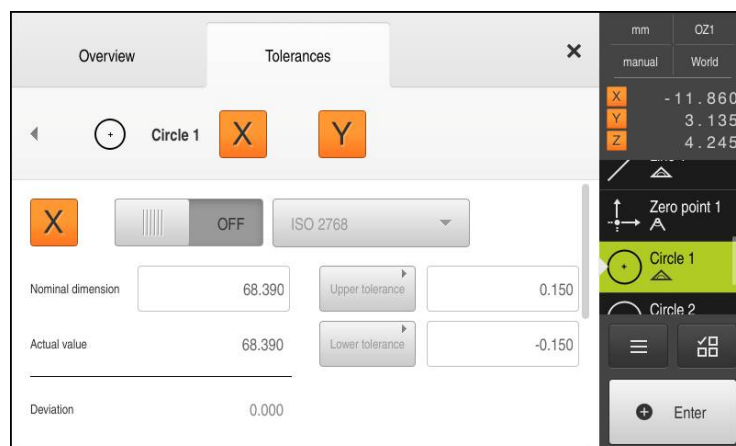 Overview Tolerances × mm OZ1
manual World
X -11.860
Y 3.135
Z 4.245
Circle 1 X Y
Zero point 1
X OFF ISO 2768
Circle 1
Nominal dimension 68.390 Upper tolerance 0.150
Circle 2
Actual value 68.390 Lower tolerance -0.150
Deviation 0.000
Enter